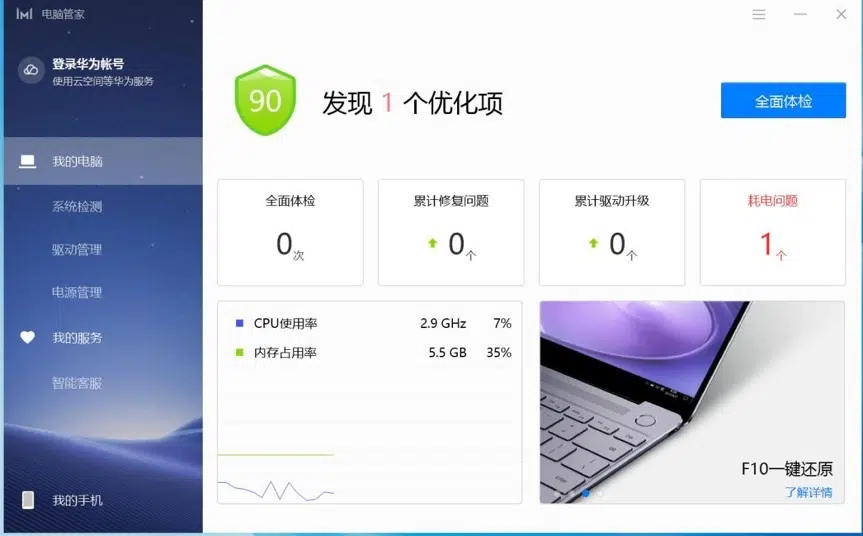 电脑管家
登录华为帐号
使用云空间等华为服务
我的电脑
系统检测
驱动管理
电源管理
我的服务
智能客服
我的手机
90
发现 1 个优化项
全面体检
全面体检
0次
累计修复问题
0个
累计驱动升级
0个
耗电问题
1个
CPU使用率 2.9 GHz 7%
内存占用率 5.5 GB 35%
F10一键还原
了解详情